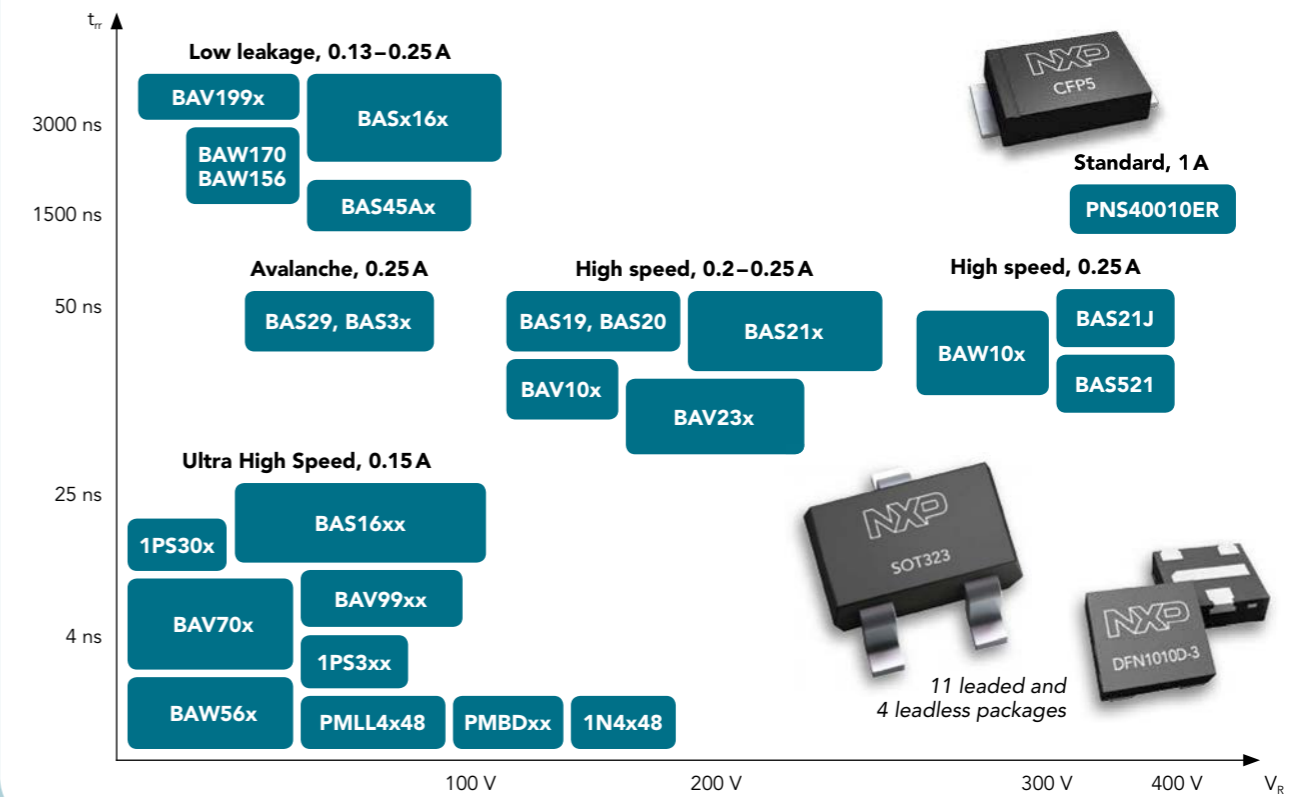 trr
Low leakage, 0.13–0.25 A
BAV199x
BASx16x
3000 ns
BAW170
BAW156
BAS45Ax
1500 ns
NXP
CFP5
Standard, 1 A
PNS40010ER
Avalanche, 0.25 A
High speed, 0.2–0.25 A
High speed, 0.25 A
50 ns
BAS29, BAS3x
BAS19, BAS20
BAS21x
BAW10x
BAS21J
BAV10x
BAV23x
BAS521
Ultra High Speed, 0.15 A
25 ns
BAS16xx
1PS30x
BAV70x
BAV99xx
4 ns
1PS3xx
BAW56x
PMLL4x48
PMBDxx
1N4x48
NXP
SOT323
NXP
DFN1010D-3
11 leaded and
4 leadless packages
100 V
200 V
300 V
400 V
VR